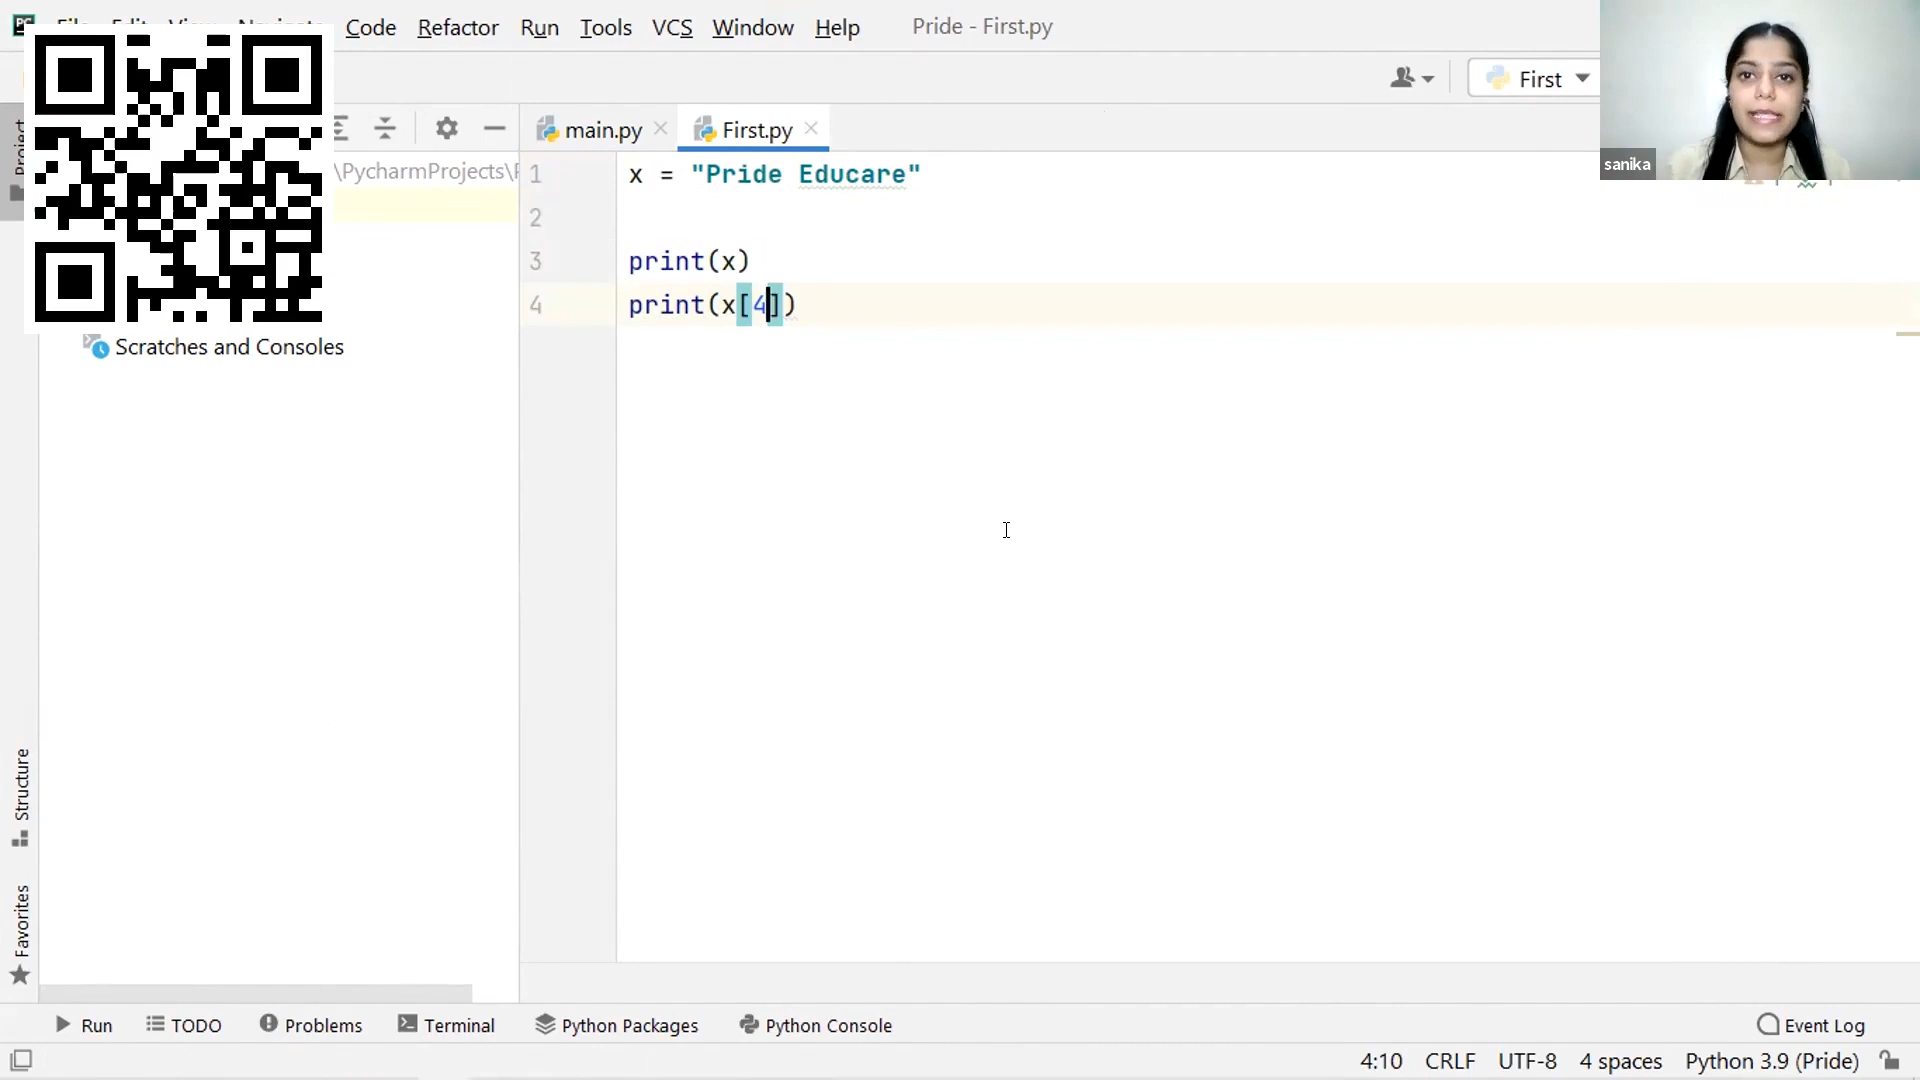 Code Refactor Run Tools VCS Window Help Pride - First.py
First
Project
main.py First.py
\PycharmProjects\
1 x = "Pride Educare"
2
3 print(x)
4 print(x[4])
sanika
Scratches and Consoles
Structure
Favorites
Run TODO Problems Terminal Python Packages Python Console Event Log
4:10 CRLF UTF-8 4 spaces Python 3.9 (Pride)